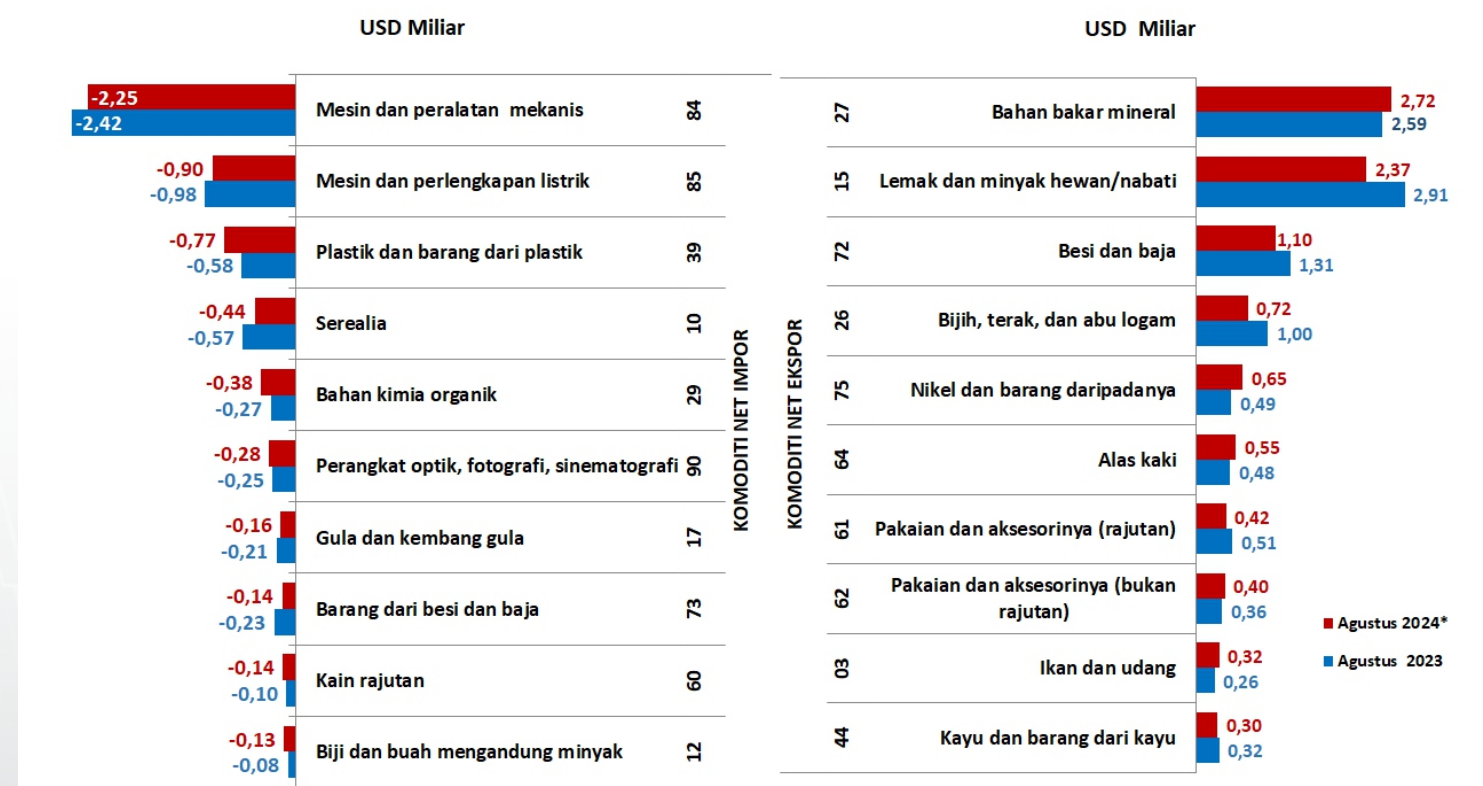 USD Miliar
-2,25
-2,42
Mesin dan peralatan mekanis
84
-0,90
-0,98
Mesin dan perlengkapan listrik
85
-0,77
-0,58
Plastik dan barang dari plastik
39
-0,44
-0,57
Serealia
10
-0,38
-0,27
Bahan kimia organik
29
-0,28
-0,25
Perangkat optik, fotografi, sinematografi
90
-0,16
-0,21
Gula dan kembang gula
17
-0,14
-0,23
Barang dari besi dan baja
73
-0,14
-0,10
Kain rajutan
60
-0,13
-0,08
Biji dan buah mengandung minyak
12
KOMODITI NET IMPOR
USD Miliar
KOMODITI NET EKSPOR
27
Bahan bakar mineral
2,72
2,59
15
Lemak dan minyak hewan/nabati
2,37
2,91
72
Besi dan baja
1,10
1,31
26
Bijih, terak, dan abu logam
0,72
1,00
75
Nikel dan barang daripadanya
0,65
0,49
64
Alas kaki
0,55
0,48
61
Pakaian dan aksesorinya (rajutan)
0,42
0,51
62
Pakaian dan aksesorinya (bukan
rajutan)
0,40
0,36
03
Ikan dan udang
0,32
0,26
44
Kayu dan barang dari kayu
0,30
0,32
Agustus 2024*
Agustus 2023